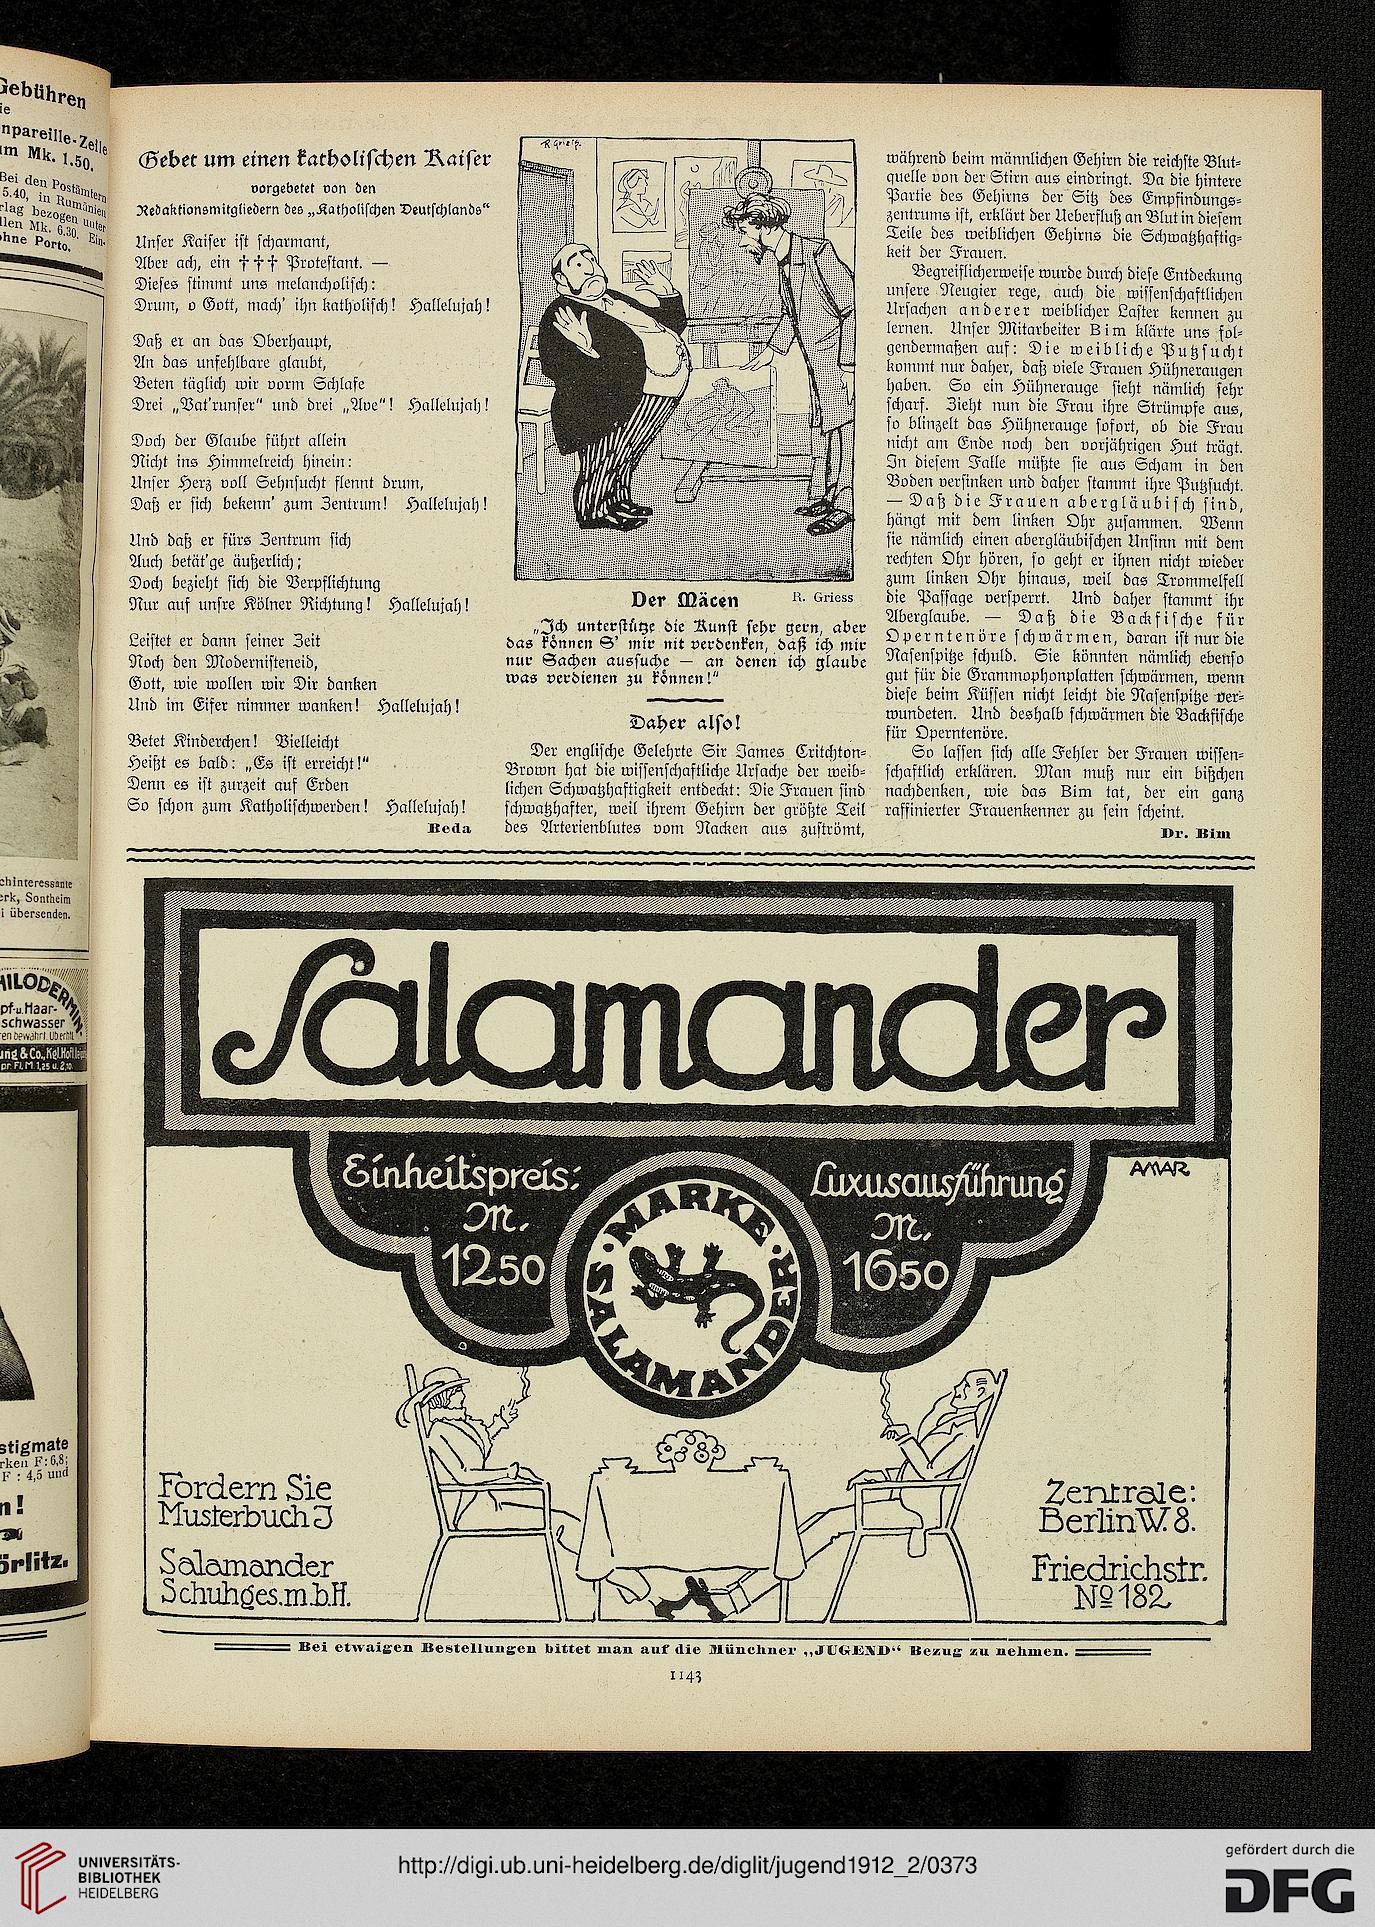 Gebühren
npareille-Zeile
um Mk. 1.50.
Bei den Postämtern
5.40, in Rumänien
rlag bezogen unter
llen Mk. 6.30. Ein-
ohne Porto.
chinteressante
erk, Sontheim
i übersenden.
pf-u.Haar-
schwasser
stigmate
rken F:6,8;
F : 4,5 und
n!
örlitz.
Gebet um einen katholischen Kaiser
vorgebetet von den
Redaktionsmitgliedern des „Katholischen Deutschlands“
Unser Kaiser ist scharmant,
Aber ach, ein ††† Protestant. —
Dieses stimmt uns melancholisch:
Drum, o Gott, mach' ihn katholisch! Hallelujah!
Daß er an das Oberhaupt,
An das unfehlbare glaubt,
Beten täglich wir vorm Schlafe
Drei „Vat'runser“ und drei „Ave“! Hallelujah!
Doch der Glaube führt allein
Nicht ins Himmelreich hinein:
Unser Herz voll Sehnsucht flennt drum,
Daß er sich bekenn' zum Zentrum! Hallelujah!
Und daß er fürs Zentrum sich
Auch betät'ge äußerlich;
Doch bezieht sich die Verpflichtung
Nur auf unsre Kölner Richtung! Hallelujah!
Leistet er dann seiner Zeit
Noch den Modernisteneid,
Gott, wie wollen wir Dir danken
Und im Eifer nimmer wanken! Hallelujah!
Betet Kinderchen! Vielleicht
Heißt es bald: „Es ist erreicht!“
Denn es ist zurzeit auf Erden
So schon zum Katholischwerden! Hallelujah!
Beda
R. Griess.
Der Mäcen
R. Griess
„Ich unterstütze die Kunst sehr gern, aber
das können S' mir nit verdenken, daß ich mir
nur Sachen aussuche — an denen ich glaube
was verdienen zu können!“
Daher also!
Der englische Gelehrte Sir James Critchton-
Brown hat die wissenschaftliche Ursache der weib-
lichen Schwatzhaftigkeit entdeckt: Die Frauen sind
schwatzhafter, weil ihrem Gehirn der größte Teil
des Arterienblutes vom Nacken aus zuströmt,
während beim männlichen Gehirn die reichste Blut-
quelle von der Stirn aus eindringt. Da die hintere
Partie des Gehirns der Sitz des Empfindungs-
zentrums ist, erklärt der Ueberfluß an Blut in diesem
Teile des weiblichen Gehirns die Schwatzhaftig-
keit der Frauen.
Begreiflicherweise wurde durch diese Entdeckung
unsere Neugier rege, auch die wissenschaftlichen
Ursachen anderer weiblicher Laster kennen zu
lernen. Unser Mitarbeiter Bim klärte uns fol-
gendermaßen auf: Die weibliche Putzsucht
kommt nur daher, daß viele Frauen Hühneraugen
haben. So ein Hühnerauge sieht nämlich sehr
scharf. Zieht nun die Frau ihre Strümpfe aus,
so blinzelt das Hühnerauge sofort, ob die Frau
nicht am Ende noch den vorjährigen Hut trägt.
In diesem Falle müßte sie aus Scham in den
Boden versinken und daher stammt ihre Putzsucht.
— Daß die Frauen abergläubisch sind,
hängt mit dem linken Ohr zusammen. Wenn
sie nämlich einen abergläubischen Unsinn mit dem
rechten Ohr hören, so geht er ihnen nicht wieder
zum linken Ohr hinaus, weil das Trommelfell
die Passage versperrt. Und daher stammt ihr
Aberglaube. — Daß die Backfische für
Operntenöre schwärmen, daran ist nur die
Nasenspitze schuld. Sie könnten nämlich ebenso
gut für die Grammophonplatten schwärmen, wenn
diese beim Küssen nicht leicht die Nasenspitze ver-
wundeten. Und deshalb schwärmen die Backfische
für Operntenöre.
So lassen sich alle Fehler der Frauen wissen-
schaftlich erklären. Man muß nur ein bißchen
nachdenken, wie das Bim tat, der ein ganz
raffinierter Frauenkenner zu sein scheint.
Dr. Bim
Salamander
Einheitspreis:
M.
1250
MARKE
SALAMANDER
Luxusausführung
M.
1650
AMAR
Fordern Sie
Musterbuch J
Salamander
Schuhges.m.b.H.
Zentrale:
Berlin W. 8.
Friedrichstr.
No 182
Bei etwaigen Bestellungen bittet man auf die Münchner „JUGEND“ Bezug zu nehmen.
1143
UNIVERSITÄTS-
BIBLIOTHEK
HEIDELBERG
http://digi.ub.uni-heidelberg.de/diglit/jugend1912_2/0373
gefördert durch die
DFG